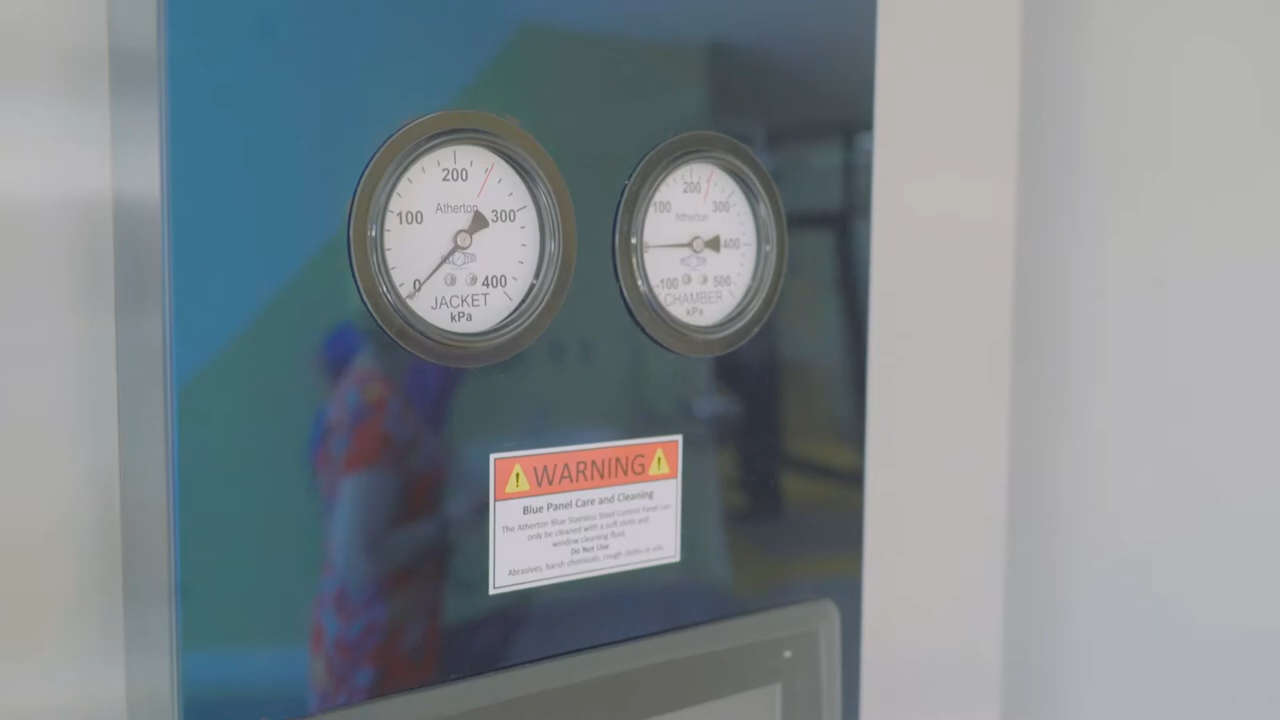 200
100
Atherton
300
0
400
JACKET
kPa
200
100
300
Atherton
400
-100
500
CHAMBER
kPa
WARNING
Blue Panel Care and Cleaning
The Atherton Blue Stainless Steel Control Panel can
only be cleaned with a soft cloth and
window cleaning fluid.
Do Not Use
Abrasives, harsh chemicals, rough cloths or oils.